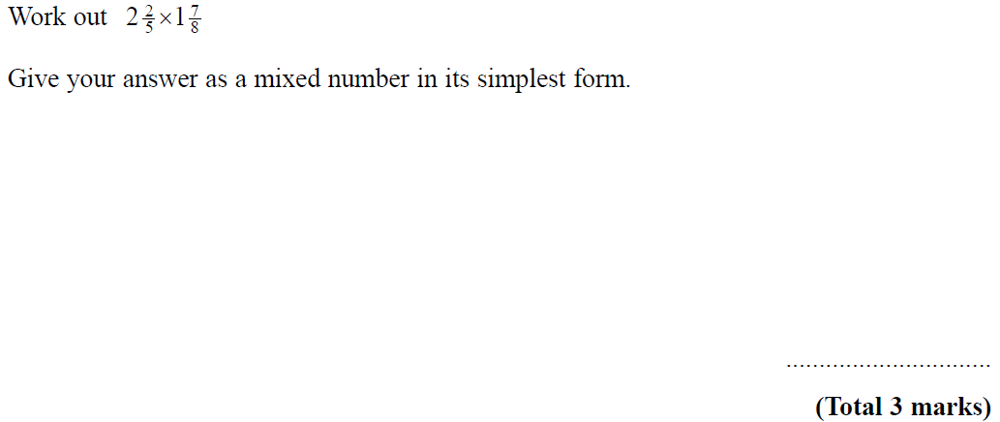 Work out 2 2/5 × 1 7/8
Give your answer as a mixed number in its simplest form.
...............................
(Total 3 marks)